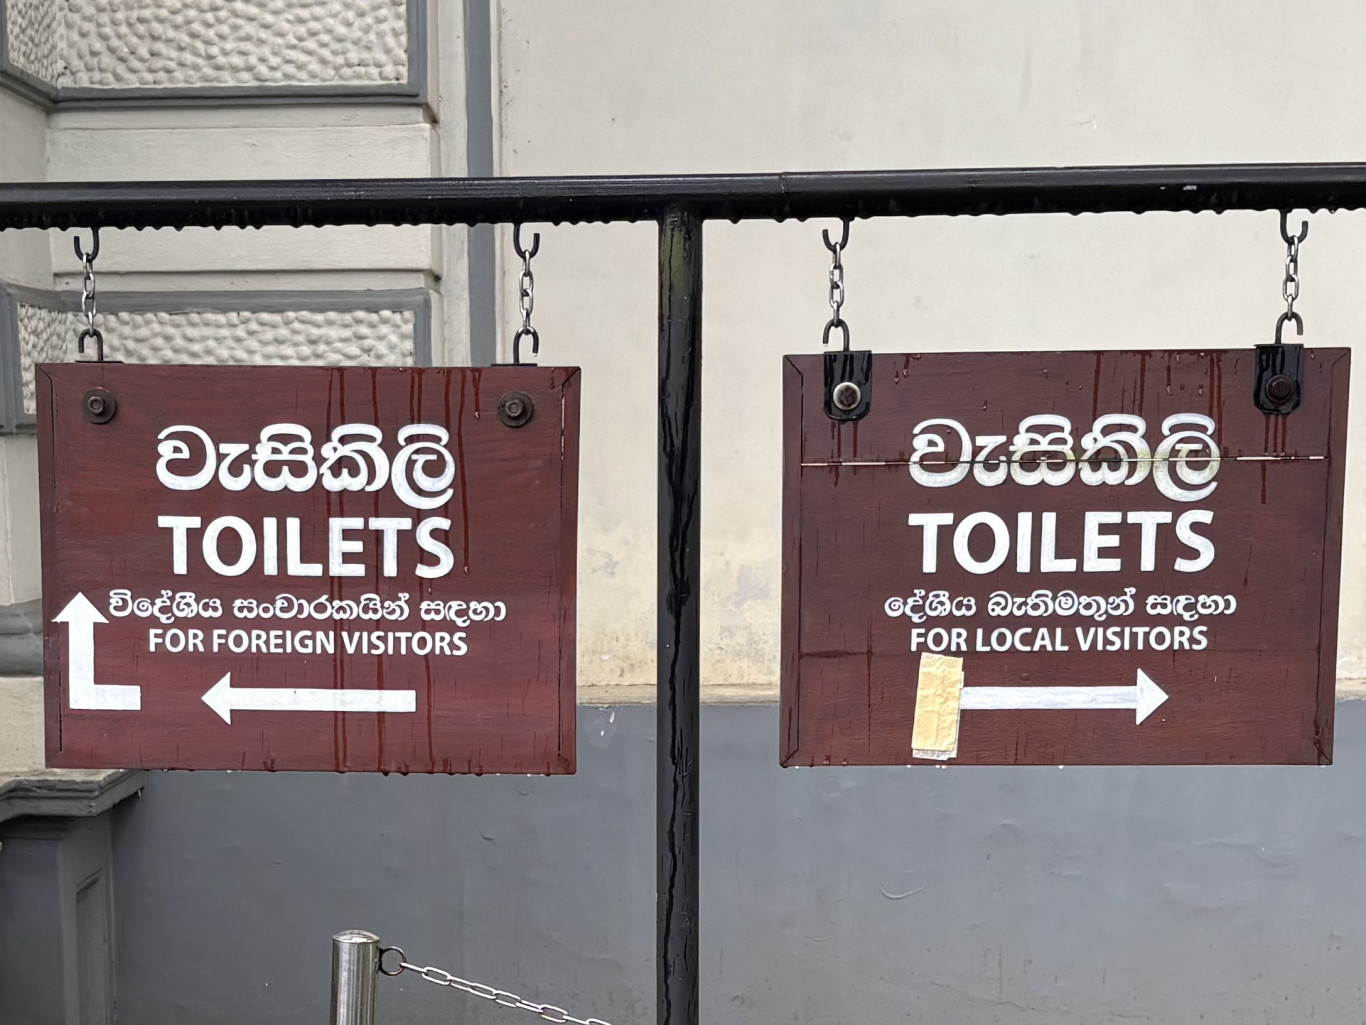 වැසිකිලි
TOILETS
විදේශීය සංචාරකයින් සඳහා
FOR FOREIGN VISITORS
වැසිකිලි
TOILETS
දේශීය බැතිමතුන් සඳහා
FOR LOCAL VISITORS